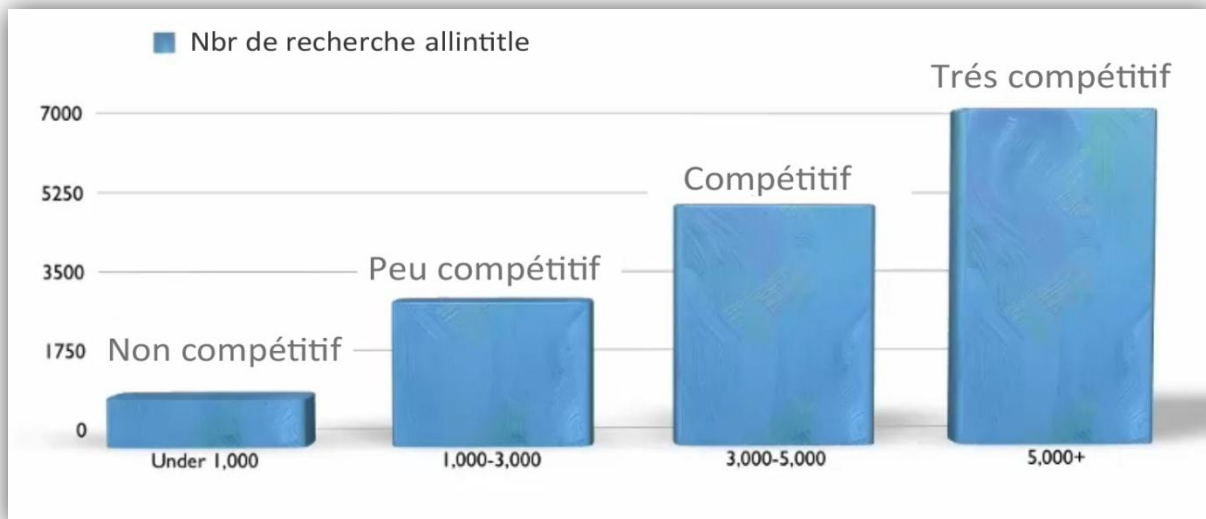 Nbr de recherche allintitle
Trés compétitif
7000
Compétitif
5250
Peu compétitif
3500
Non compétitif
1750
0
Under 1,000
1,000-3,000
3,000-5,000
5,000+